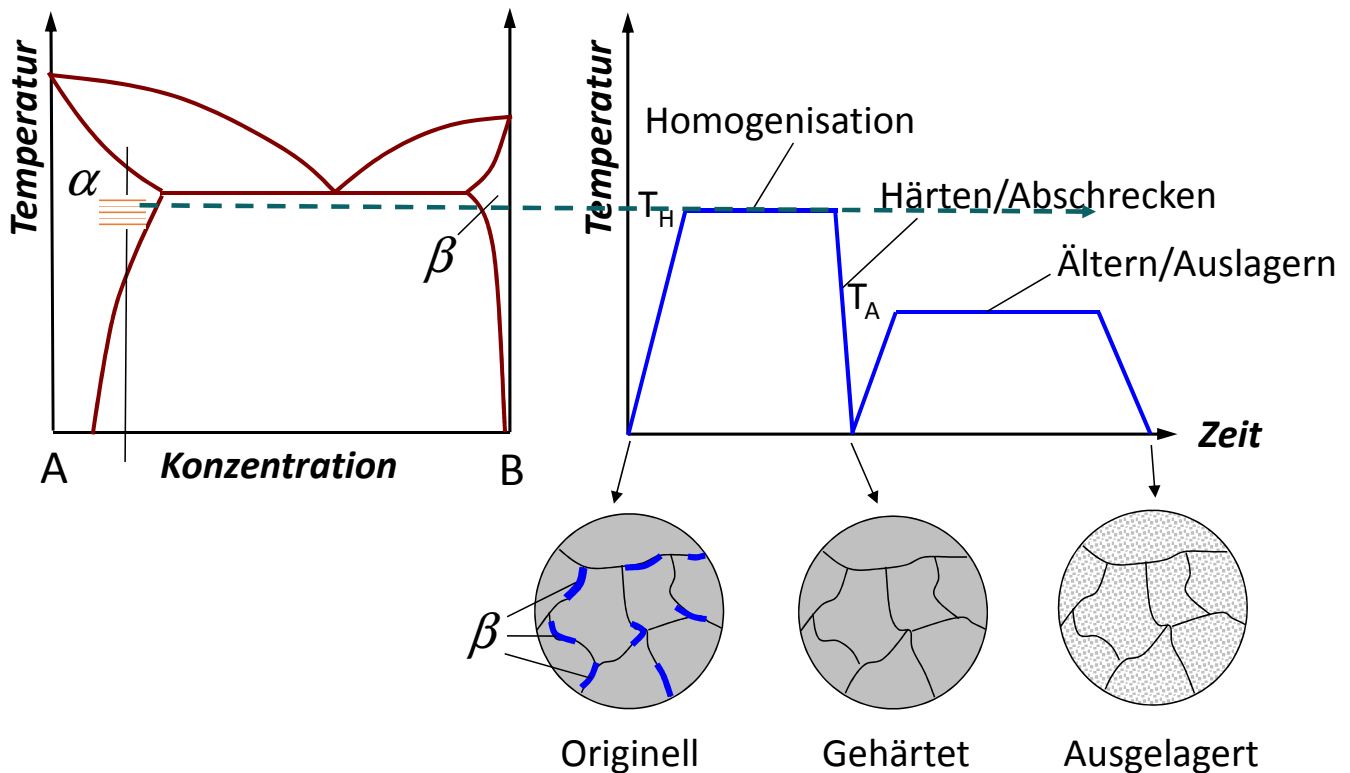 Temperatur
α
β
A
Konzentration
B
Temperatur
Homogenisation
T_H
Härten/Abschrecken
Ältern/Auslagern
T_A
Zeit
β
Originell
Gehärtet
Ausgelagert